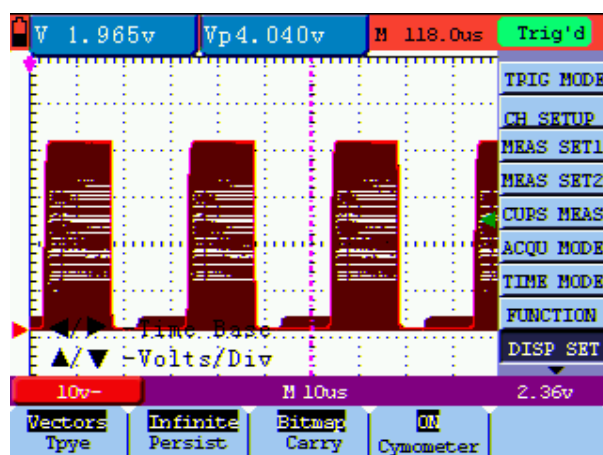 V 1.965v Vp4.040v M 118.0us Trig'd
TRIG MODE
CH SETUP
MEAS SET1
MEAS SET2
CUPS MEAS
ACQU MODE
TIME MODE
FUNCTION
DISP SET
◀/▶ -Time Base
▲/▼ -Volts/Div
10v- M 10us 2.36v
Vectors Infinite Bitmap ON
Tpye Persist Carry Cymometer